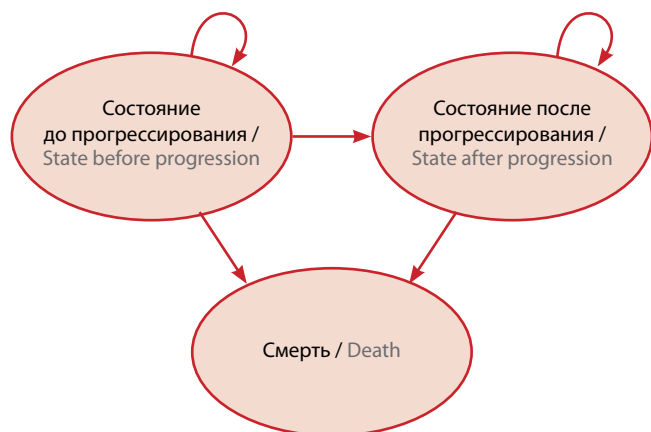 Состояние
до прогрессирования /
State before progression
Состояние после
прогрессирования /
State after progression
Смерть / Death